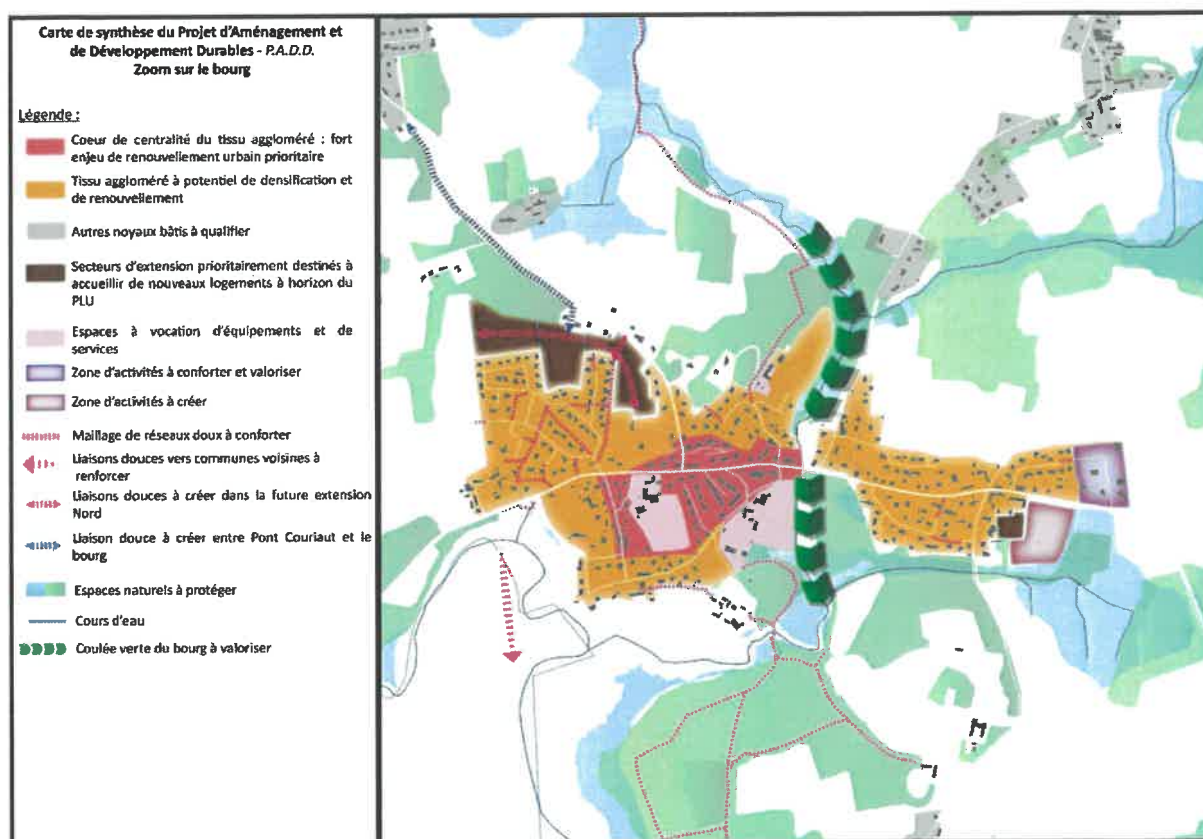 Carte de synthèse du Projet d'Aménagement et
de Développement Durables - P.A.D.D.
Zoom sur le bourg
Légende :
Coeur de centralité du tissu aggloméré : fort
enjeu de renouvellement urbain prioritaire
Tissu aggloméré à potentiel de densification et
de renouvellement
Autres noyaux bâtis à qualifier
Secteurs d'extension prioritairement destinés à
accueillir de nouveaux logements à horizon du
PLU
Espaces à vocation d'équipements et de
services
Zone d'activités à conforter et valoriser
Zone d'activités à créer
Maillage de réseaux doux à conforter
Liaisons douces vers communes voisines à
renforcer
Liaisons douces à créer dans la future extension
Nord
Liaison douce à créer entre Pont Couriaut et le
bourg
Espaces naturels à protéger
Cours d'eau
Coulée verte du bourg à valoriser